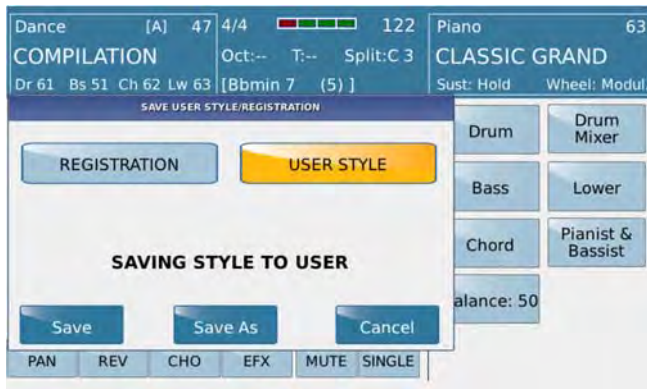 Dance [A] 47 4/4 122 Piano 63
COMPILATION Oct:-- T:-- Split:C 3 CLASSIC GRAND
Dr 61 Bs 51 Ch 62 Lw 63 [Bbmin 7 (5) ] Sust: Hold Wheel: Modul.
SAVE USER STYLE/REGISTRATION
REGISTRATION USER STYLE
SAVING STYLE TO USER
Save Save As Cancel
Drum Drum
Mixer
Bass Lower
Chord Pianist &
Bassist
alance: 50
PAN REV CHO EFX MUTE SINGLE